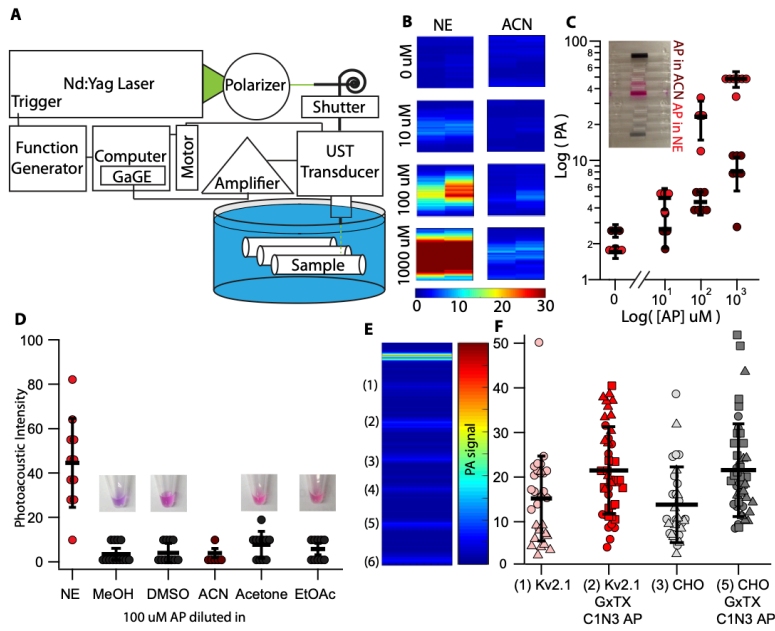 A
Nd:Yag Laser
Trigger
Polarizer
Shutter
Function
Generator
Computer
GaGE
Motor
Amplifier
UST
Transducer
Sample
B
NE
ACN
0 uM
10 uM
100 uM
1000 uM
0
10
20
30
C
Log ( PA)
100
8
6
4
2
10
8
6
4
2
1
AP in ACN
AP in NE
0
10¹
10²
10³
Log( [AP] uM )
D
Photoacoustic Intensity
100
80
60
40
20
0
NE
MeOH
DMSO
ACN
Acetone
EtOAc
100 uM AP diluted in
E
(1)
(2)
(3)
(4)
(5)
(6)
PA signal
F
50
40
30
20
10
0
(1) Kv2.1
(2) Kv2.1
GxTX
C1N3 AP
(3) CHO
(5) CHO
GxTX
C1N3 AP